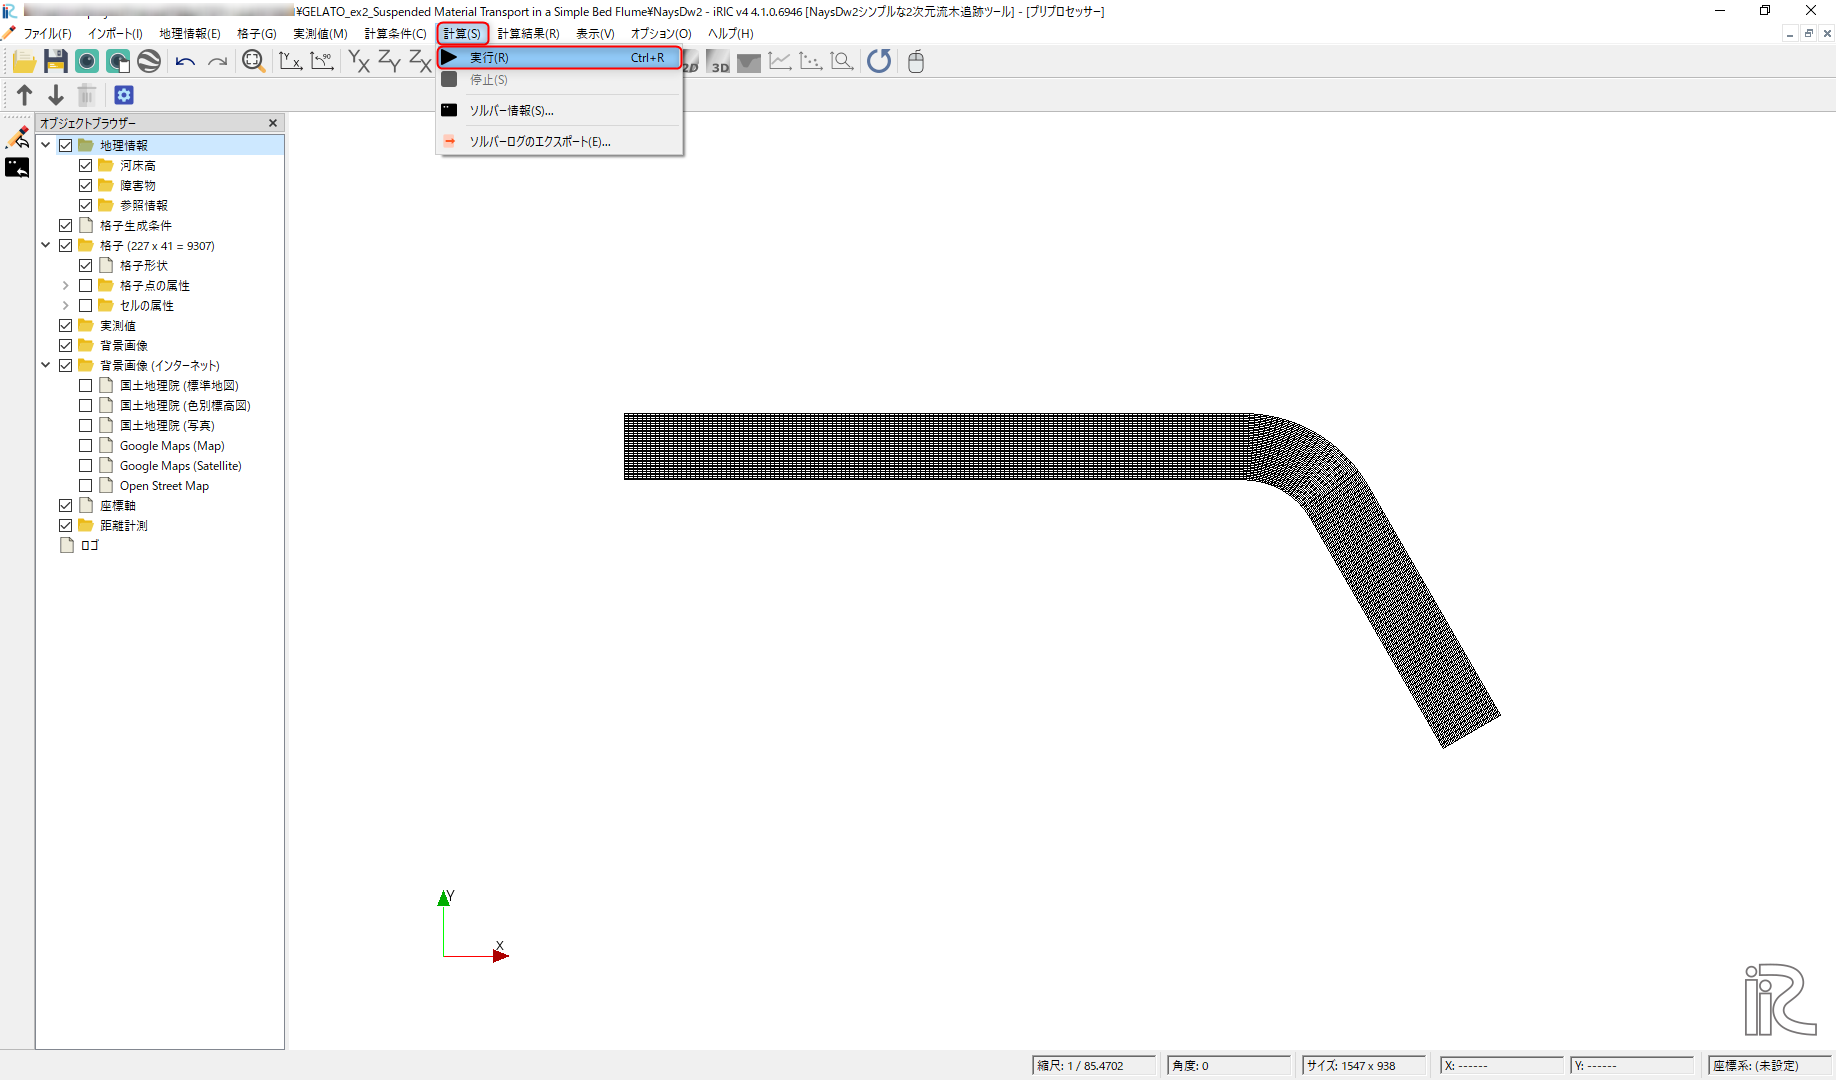 ¥GELATO_ex2_Suspended Material Transport in a Simple Bed Flume¥NaysDw2 - iRIC v4 4.1.0.6946 [NaysDw2シンプルな2次元流木追跡ツール] - [プリプロセッサー]
ファイル(F) インポート(I) 地理情報(E) 格子(G) 実測値(M) 計算条件(C) 計算(S) 計算結果(R) 表示(V) オプション(O) ヘルプ(H)
実行(R) Ctrl+R
停止(S)
ソルバー情報(S)...
ソルバーログのエクスポート(E)...
オブジェクトブラウザー
地理情報
河床高
障害物
参照情報
格子生成条件
格子 (227 x 41 = 9307)
格子形状
格子点の属性
セルの属性
実測値
背景画像
背景画像 (インターネット)
国土地理院 (標準地図)
国土地理院 (色別標高図)
国土地理院 (写真)
Google Maps (Map)
Google Maps (Satellite)
Open Street Map
座標軸
距離計測
ロゴ
Y
X
iRIC
縮尺: 1 / 85.4702 角度: 0 サイズ: 1547 x 938 X: ------ Y: ------ 座標系: (未設定)